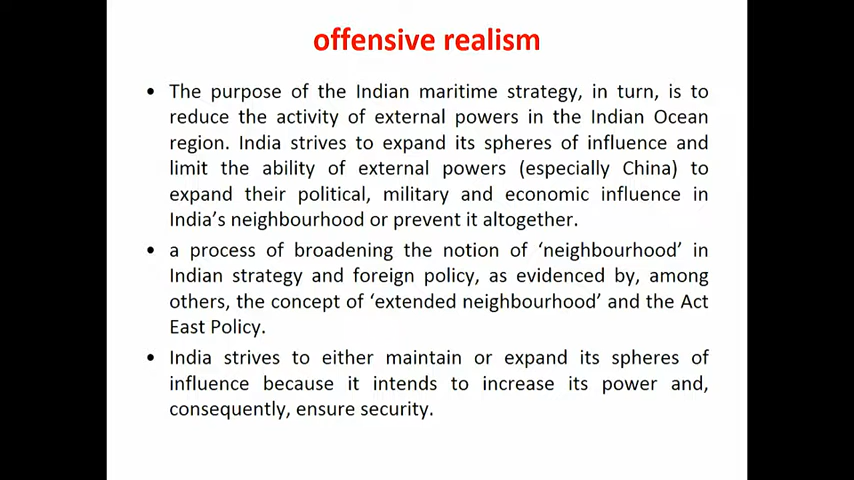 offensive realism
• The purpose of the Indian maritime strategy, in turn, is to
reduce the activity of external powers in the Indian Ocean
region. India strives to expand its spheres of influence and
limit the ability of external powers (especially China) to
expand their political, military and economic influence in
India’s neighbourhood or prevent it altogether.
• a process of broadening the notion of ‘neighbourhood’ in
Indian strategy and foreign policy, as evidenced by, among
others, the concept of ‘extended neighbourhood’ and the Act
East Policy.
• India strives to either maintain or expand its spheres of
influence because it intends to increase its power and,
consequently, ensure security.